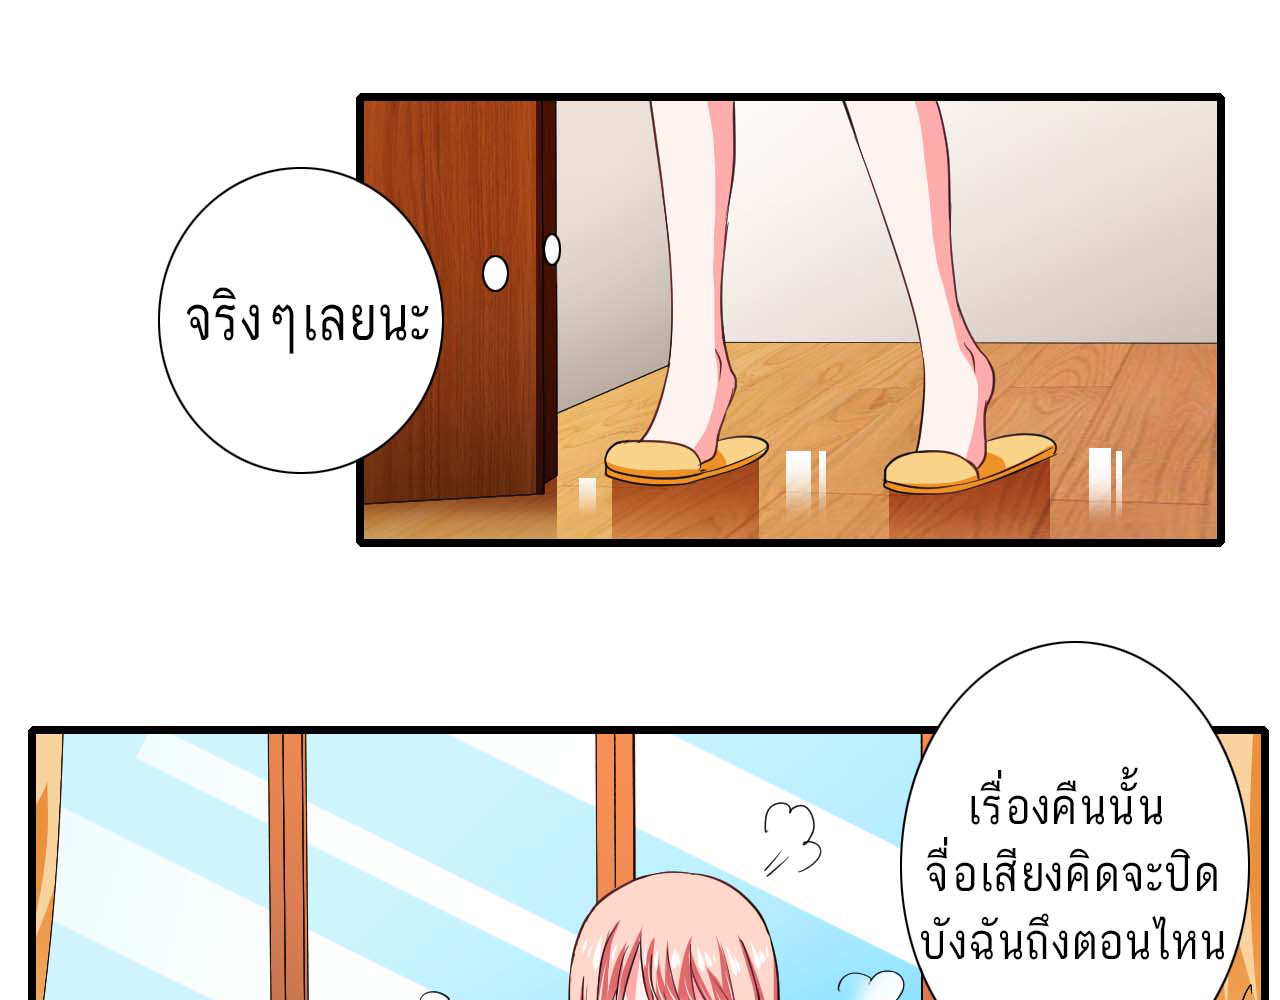 จริงๆเลยนะ
เรื่องคืนนั้น
จื่อเสียงคิดจะปิด
บังฉันถึงตอนไหน